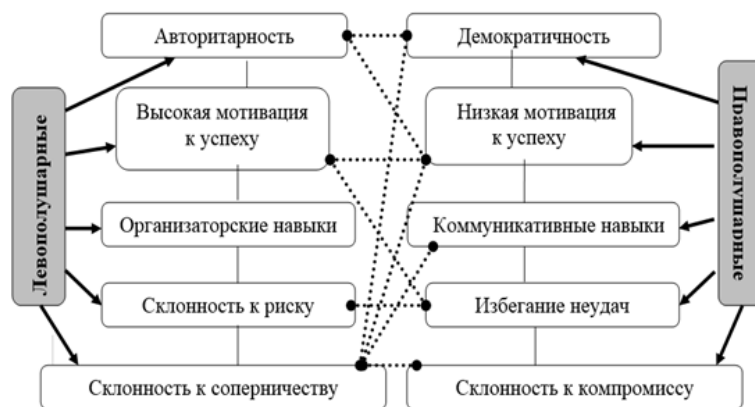 Авторитарность
Демократичность
Левополушарные
Высокая мотивация
к успеху
Низкая мотивация
к успеху
Правополушарные
Организаторские навыки
Коммуникативные навыки
Склонность к риску
Избегание неудач
Склонность к соперничеству
Склонность к компромиссу